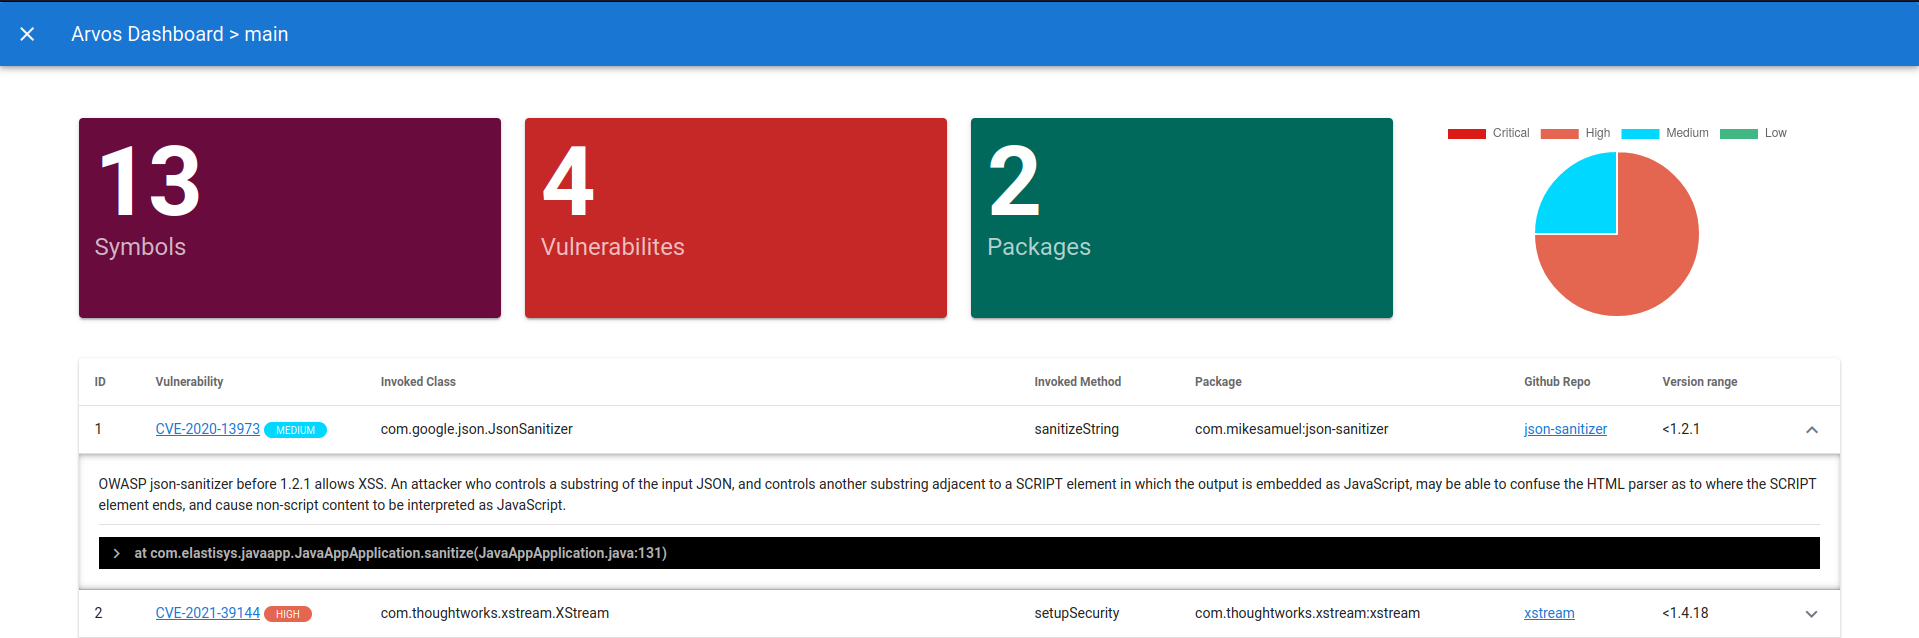 Arvos Dashboard > main
13
Symbols
4
Vulnerabilites
2
Packages
Critical High Medium Low
ID Vulnerability Invoked Class Invoked Method Package Github Repo Version range
1 CVE-2020-13973 MEDIUM com.google.json.JsonSanitizer sanitizeString com.mikesamuel:json-sanitizer json-sanitizer <1.2.1
OWASP json-sanitizer before 1.2.1 allows XSS. An attacker who controls a substring of the input JSON, and controls another substring adjacent to a SCRIPT element in which the output is embedded as JavaScript, may be able to confuse the HTML parser as to where the SCRIPT
element ends, and cause non-script content to be interpreted as JavaScript.
at com.elastisys.javaapp.JavaAppApplication.sanitize(JavaAppApplication.java:131)
2 CVE-2021-39144 HIGH com.thoughtworks.xstream.XStream setupSecurity com.thoughtworks.xstream:xstream xstream <1.4.18